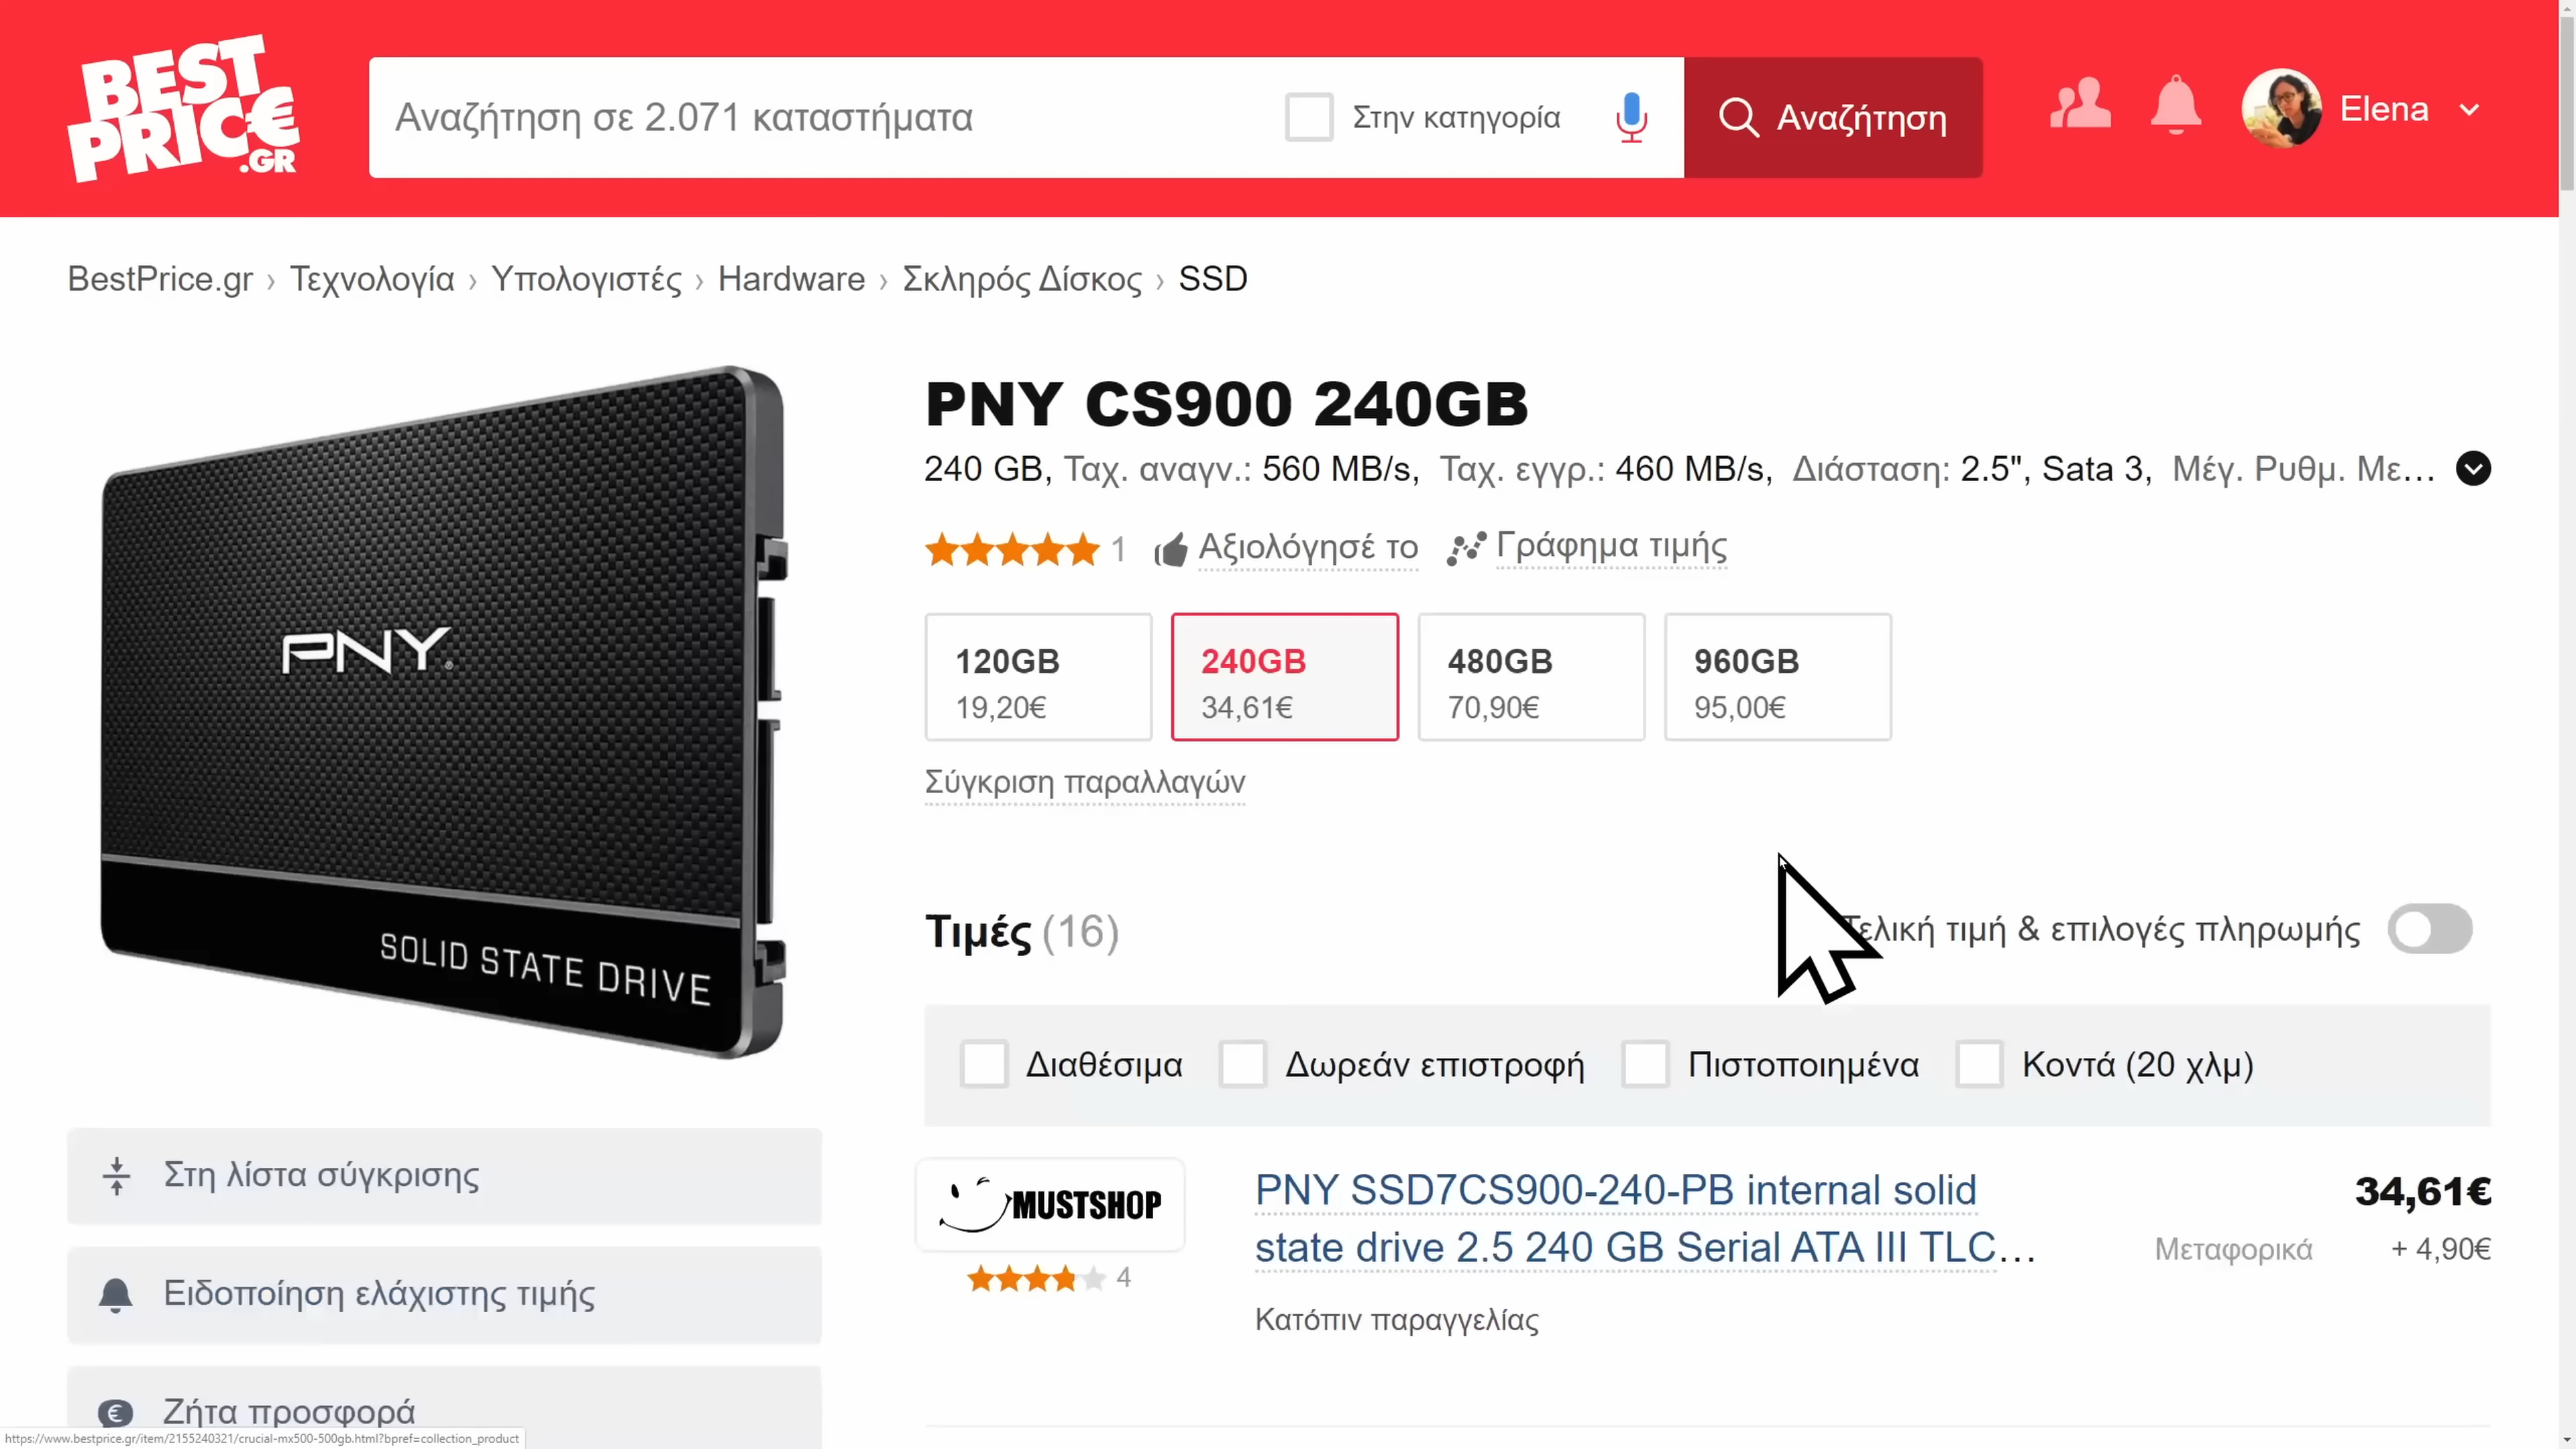 BEST PRIC€ .GR
Αναζήτηση σε 2.071 καταστήματα
Στην κατηγορία
Αναζήτηση
Elena
BestPrice.gr › Τεχνολογία › Υπολογιστές › Hardware › Σκληρός Δίσκος › SSD
PNY CS900 240GB
240 GB, Ταχ. αναγν.: 560 MB/s, Ταχ. εγγρ.: 460 MB/s, Διάσταση: 2.5", Sata 3, Μέγ. Ρυθμ. Με...
1 Αξιολόγησέ το Γράφημα τιμής
120GB 240GB 480GB 960GB
19,20€ 34,61€ 70,90€ 95,00€
Σύγκριση παραλλαγών
PNY
SOLID STATE DRIVE
Τιμές (16)
Τελική τιμή & επιλογές πληρωμής
Διαθέσιμα Δωρεάν επιστροφή Πιστοποιημένα Κοντά (20 χλμ)
Στη λίστα σύγκρισης
Ειδοποίηση ελάχιστης τιμής
Ζήτα προσφορά
MUSTSHOP
4
PNY SSD7CS900-240-PB internal solid
state drive 2.5 240 GB Serial ATA III TLC...
Κατόπιν παραγγελίας
34,61€
Μεταφορικά + 4,90€
https://www.bestprice.gr/item/2155240321/crucial-mx500-500gb.html?bpref=collection_product